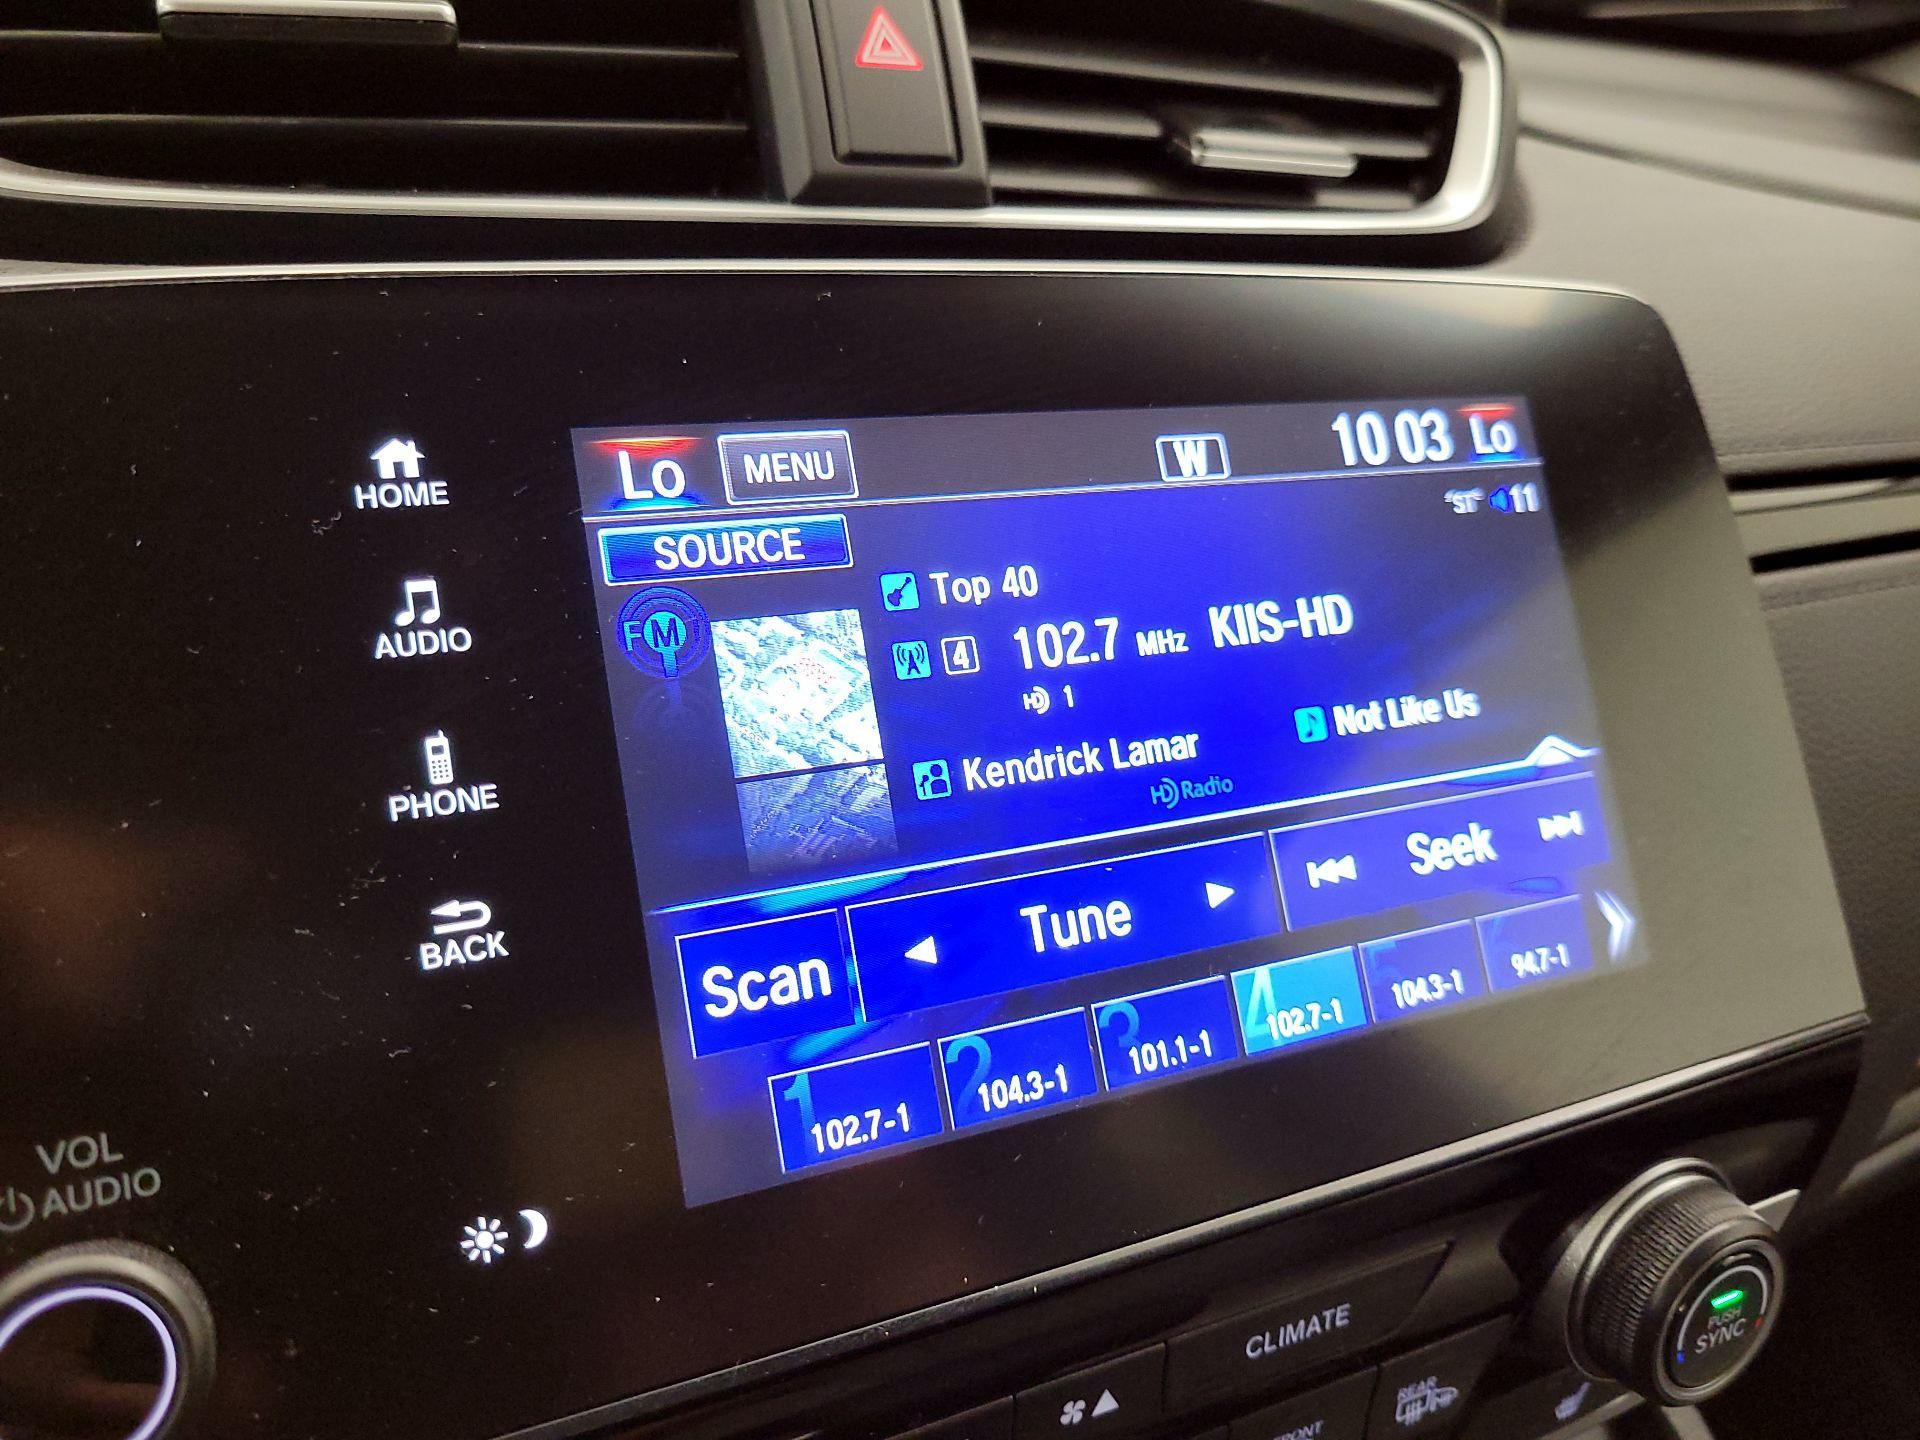 Lo MENU W 10 03 Lo
HOME
SOURCE "ST" 11
FM
Top 40
AUDIO
4 102.7 MHz KIIS-HD
HD 1
Not Like Us
Kendrick Lamar
HD Radio
PHONE
Scan Tune Seek
BACK
1 102.7-1
2 104.3-1
3 101.1-1
4 102.7-1
5 104.3-1
6 94.7-1
VOL
AUDIO
CLIMATE
PUSH
SYNC
REAR
FRONT